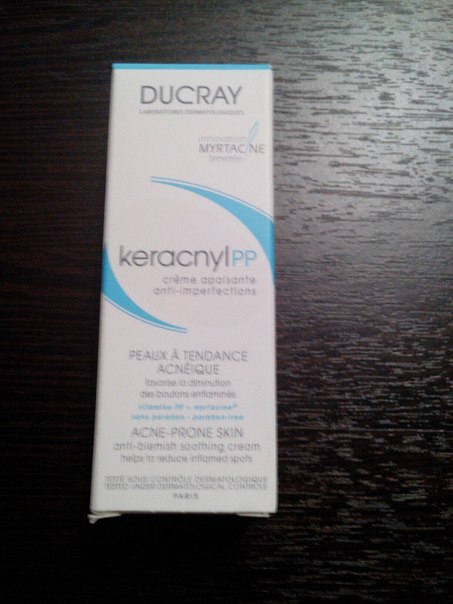 DUCRAY
LABORATOIRES DERMATOLOGIQUES
innovation
MYRTACINE
brevetée
keracnyl PP
crème apaisante
anti-imperfections
PEAUX À TENDANCE
ACNÉIQUE
favorise la diminution
des boutons enflammés
vitamine PP + myrtacine®
sans paraben - paraben-free
ACNE-PRONE SKIN
anti-blemish soothing cream
helps to reduce inflamed spots
TESTÉ SOUS CONTRÔLE DERMATOLOGIQUE
TESTED UNDER DERMATOLOGICAL CONTROL
PARIS